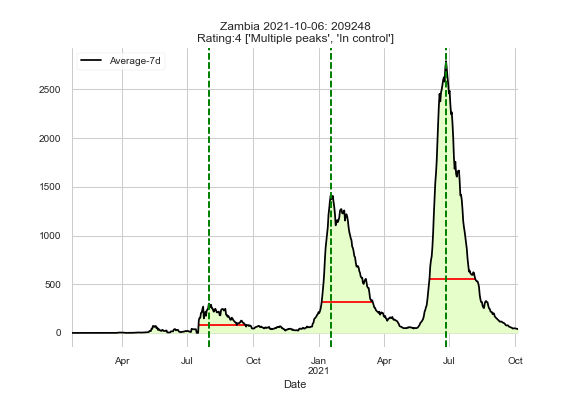 Zambia 2021-10-06: 209248
Rating:4 ['Multiple peaks', 'In control']
Average-7d
2500
2000
1500
1000
500
0
Apr
Jul
Oct
Jan
2021
Apr
Jul
Oct
Date